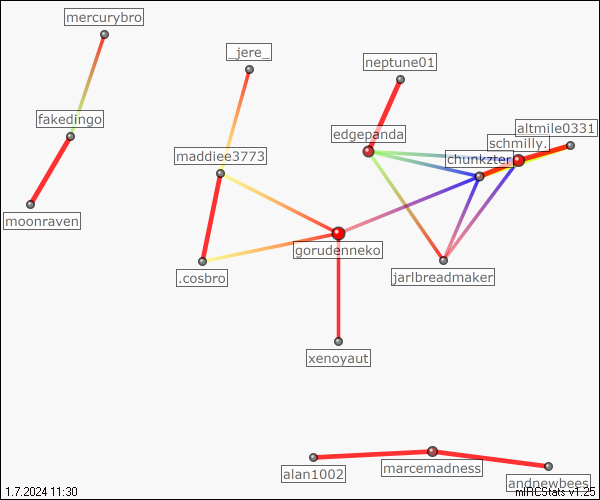 mercurybro
_jere_
neptune01
fakedingo
altmile0331
edgepanda
schmilly.
maddiee3773
chunkzter
moonraven
gorudenneko
.cosbro
jarlbreadmaker
xenoyaut
marcemadness
alan1002
andnewbees
1.7.2024 11:30
mIRCStats v1.25